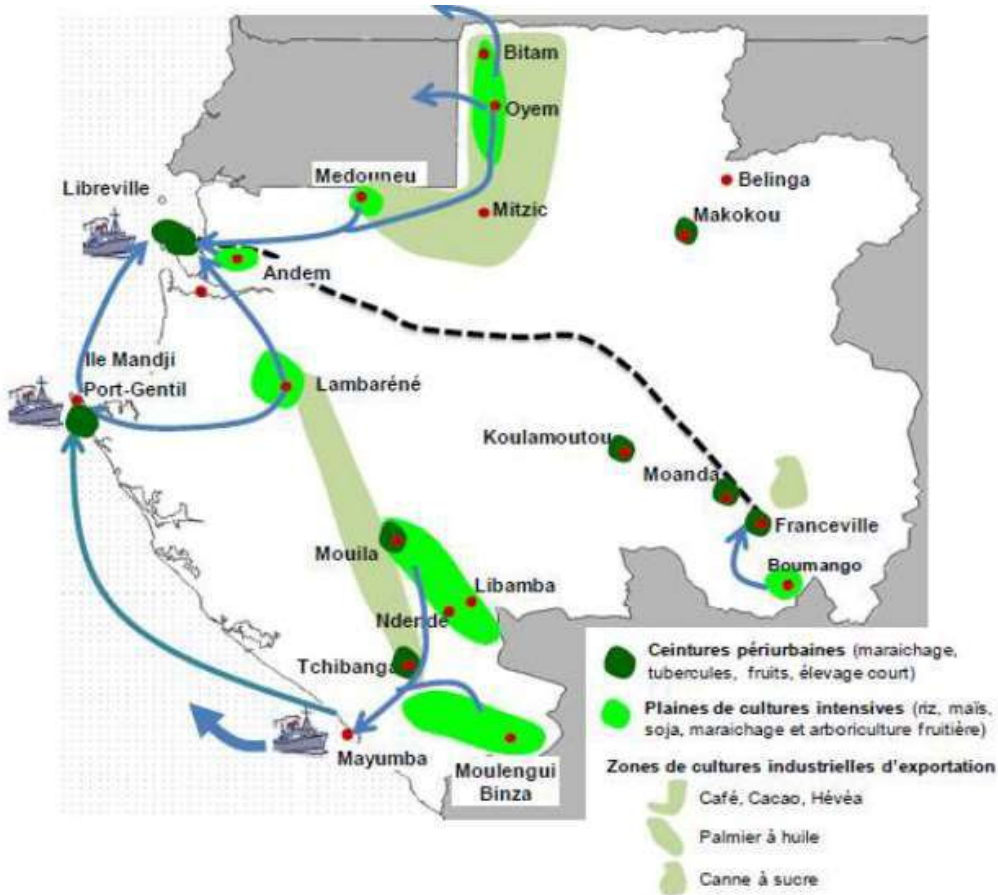 Bitam
Oyem
Medouneu
Belinga
Libreville
Mitzic
Makokou
Andem
Ile Mandji
Port-Gentil
Lambaréné
Koulamoutou
Moanda
Franceville
Mouila
Boumango
Libamba
Ndendé
Tchibanga
Mayumba
Moulengui
Binza
Ceintures périurbaines (maraichage,
tubercules, fruits, élevage court)
Plaines de cultures intensives (riz, maïs,
soja, maraichage et arboriculture fruitière)
Zones de cultures industrielles d'exportation
Café, Cacao, Hévéa
Palmier à huile
Canne à sucre